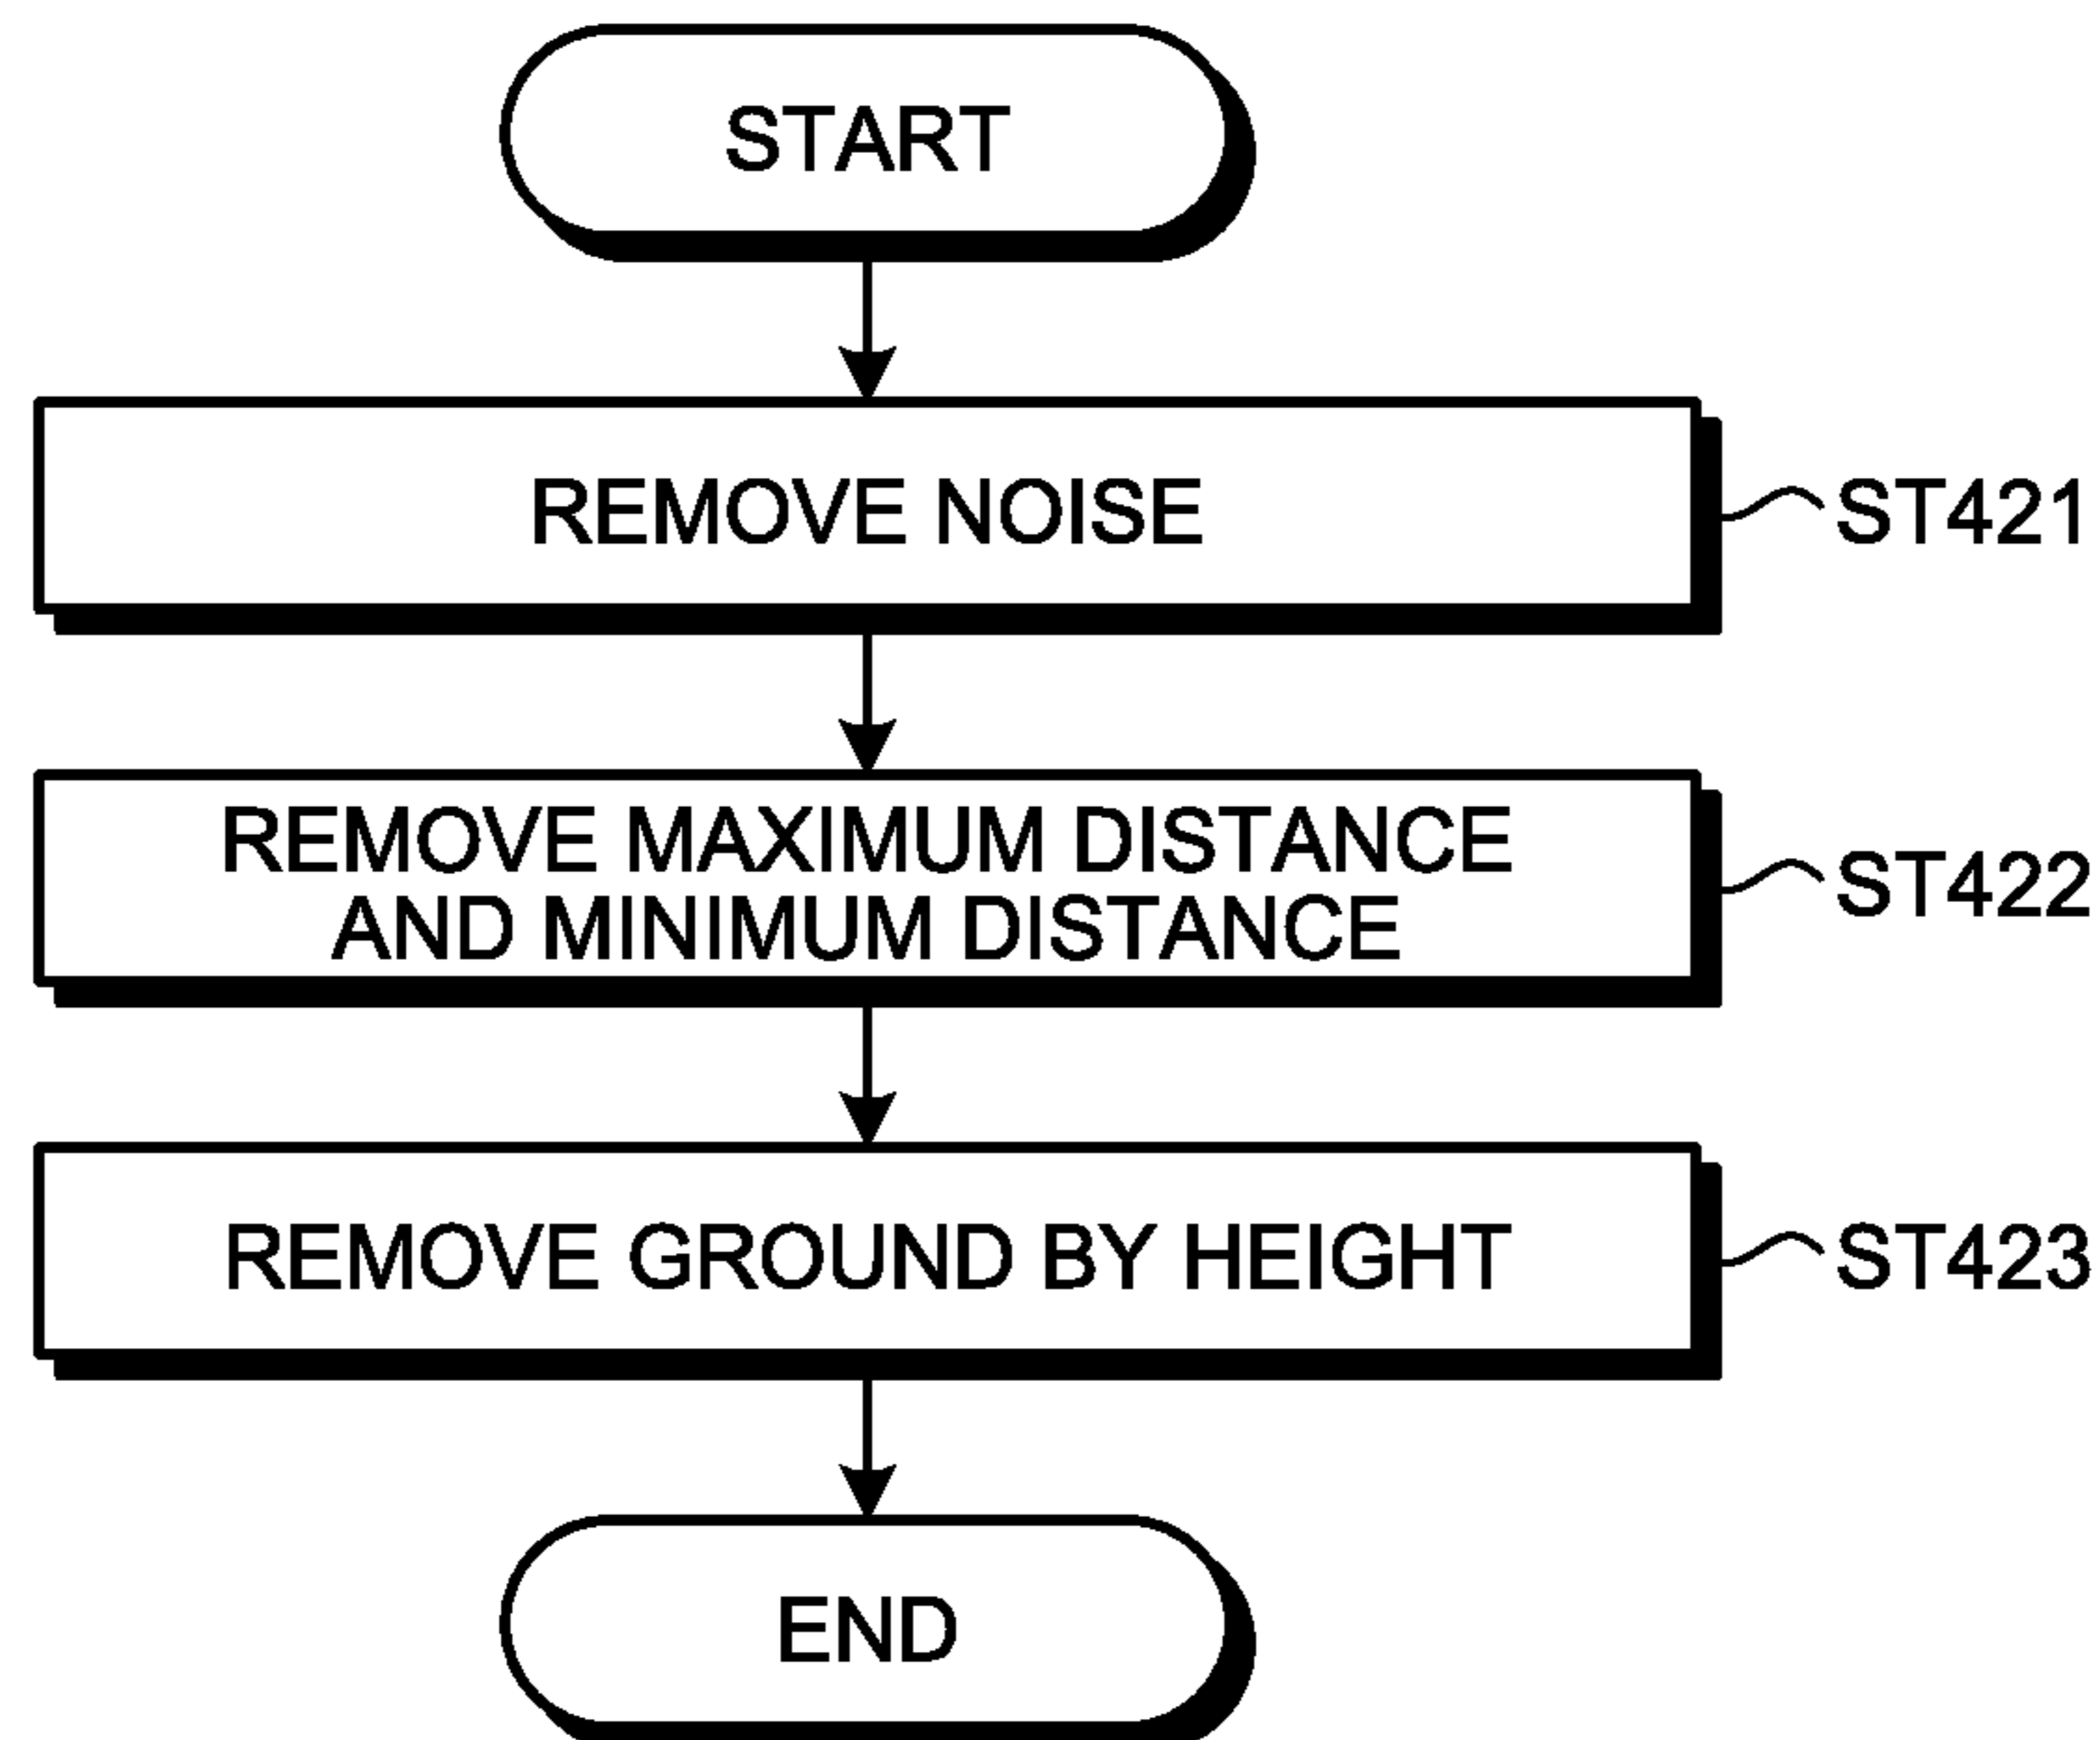 START
REMOVE NOISE
ST421
REMOVE MAXIMUM DISTANCE
AND MINIMUM DISTANCE
ST422
REMOVE GROUND BY HEIGHT
ST423
END